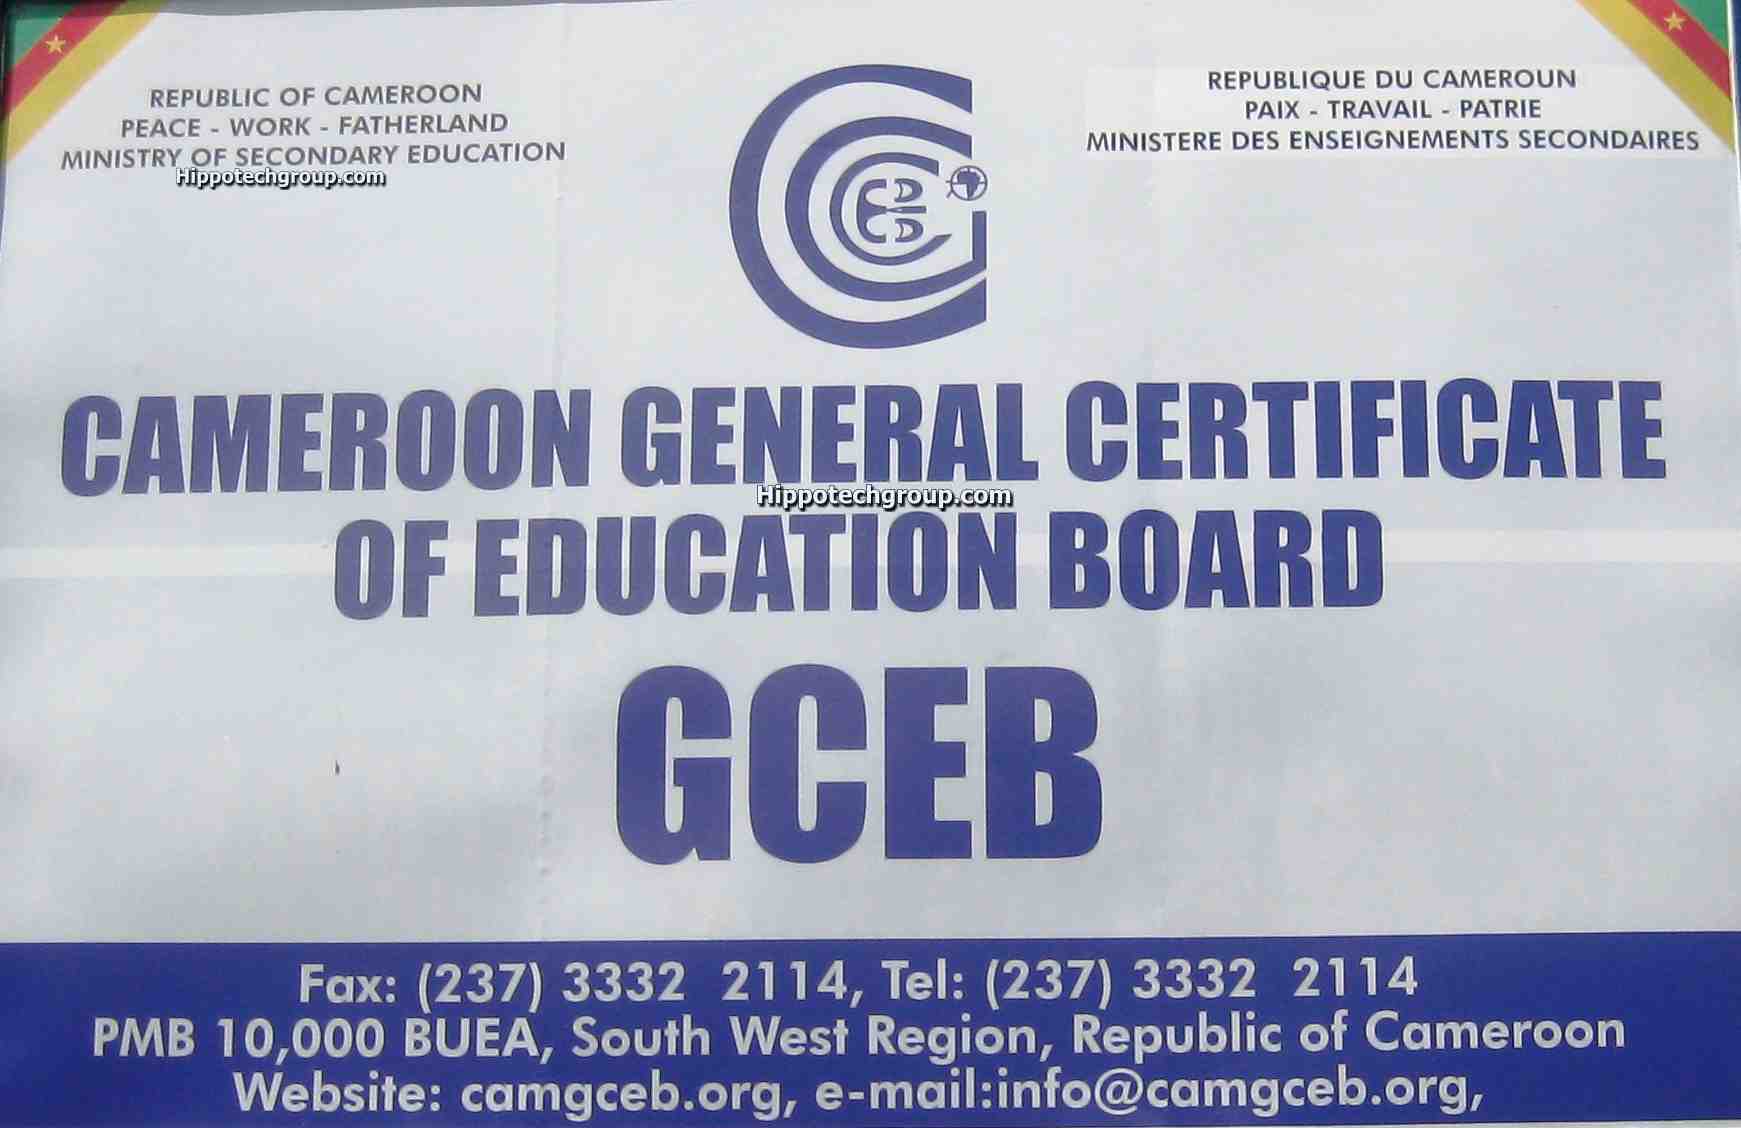 REPUBLIC OF CAMEROON
PEACE - WORK - FATHERLAND
MINISTRY OF SECONDARY EDUCATION
Hippotechgroup.com
REPUBLIQUE DU CAMEROUN
PAIX - TRAVAIL - PATRIE
MINISTERE DES ENSEIGNEMENTS SECONDAIRES
CAMEROON GENERAL CERTIFICATE
Hippotechgroup.com
OF EDUCATION BOARD
GCEB
Fax: (237) 3332 2114, Tel: (237) 3332 2114
PMB 10,000 BUEA, South West Region, Republic of Cameroon
Website: camgceb.org, e-mail:info@camgceb.org,